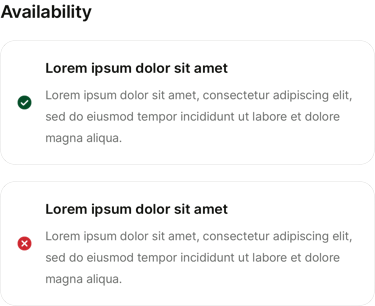 Availability
Lorem ipsum dolor sit amet
Lorem ipsum dolor sit amet, consectetur adipiscing elit,
sed do eiusmod tempor incididunt ut labore et dolore
magna aliqua.
Lorem ipsum dolor sit amet
Lorem ipsum dolor sit amet, consectetur adipiscing elit,
sed do eiusmod tempor incididunt ut labore et dolore
magna aliqua.